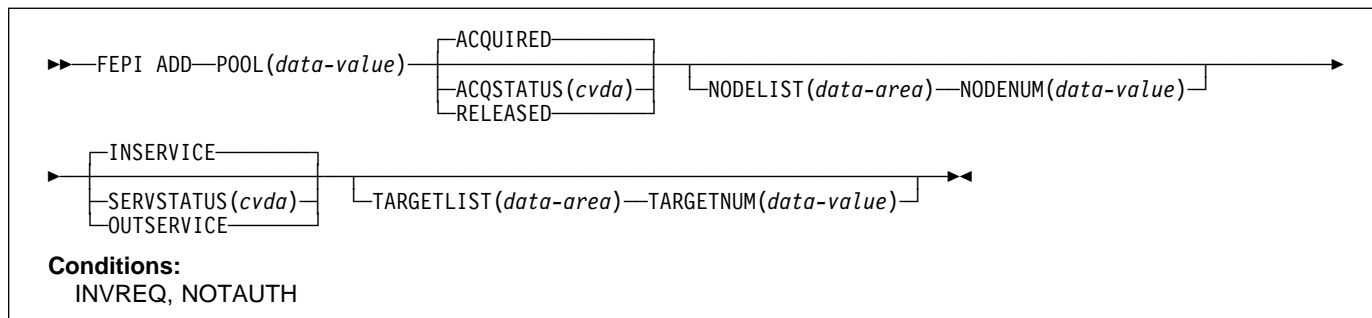 ACQUIRED
FEPI ADD POOL(data-value)
ACQSTATUS(cvda)
NODELIST(data-area) NODENUM(data-value)
RELEASED
INSERVICE
SERVSTATUS(cvda)
TARGETLIST(data-area) TARGETNUM(data-value)
OUTSERVICE
Conditions:
INVREQ, NOTAUTH